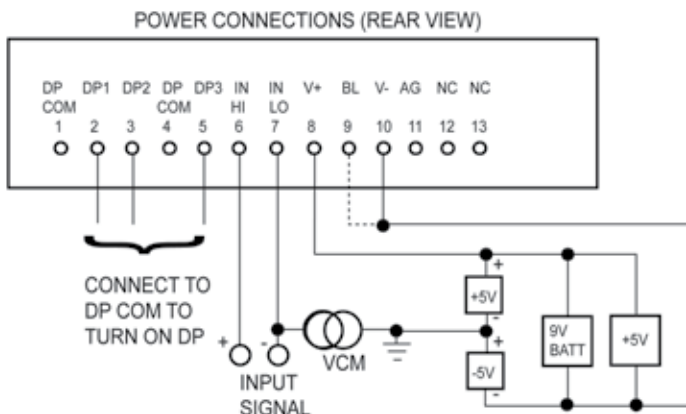 POWER CONNECTIONS (REAR VIEW)
DP COM DP1 DP2 DP COM DP3 IN HI IN LO V+ BL V- AG NC NC
1 2 3 4 5 6 7 8 9 10 11 12 13
CONNECT TO
DP COM TO
TURN ON DP
+ -
INPUT
SIGNAL
VCM
+
+5V
-
+
-5V
-
9V
BATT
+5V